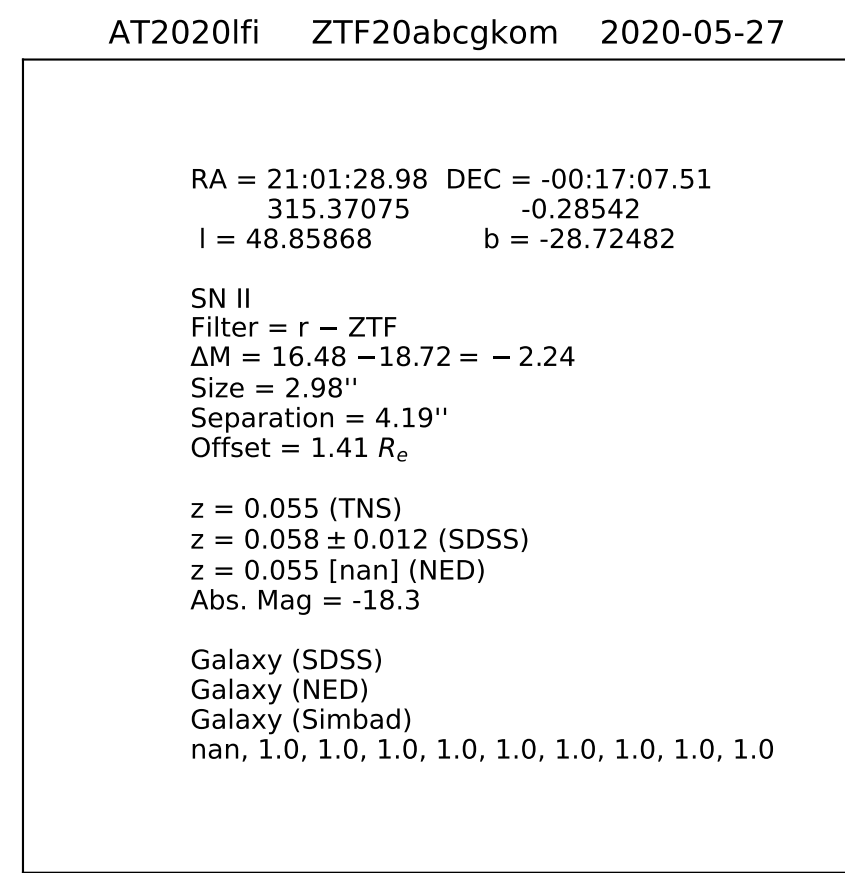 AT2020lfi ZTF20abcgkom 2020-05-27
RA = 21:01:28.98 DEC = -00:17:07.51
315.37075 -0.28542
l = 48.85868 b = -28.72482
SN II
Filter = r − ZTF
ΔM = 16.48 −18.72 = − 2.24
Size = 2.98''
Separation = 4.19''
Offset = 1.41 Re
z = 0.055 (TNS)
z = 0.058 ± 0.012 (SDSS)
z = 0.055 [nan] (NED)
Abs. Mag = -18.3
Galaxy (SDSS)
Galaxy (NED)
Galaxy (Simbad)
nan, 1.0, 1.0, 1.0, 1.0, 1.0, 1.0, 1.0, 1.0, 1.0